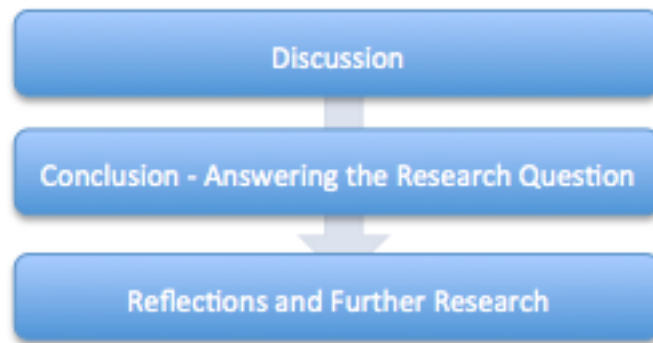 Discussion
Conclusion - Answering the Research Question
Reflections and Further Research